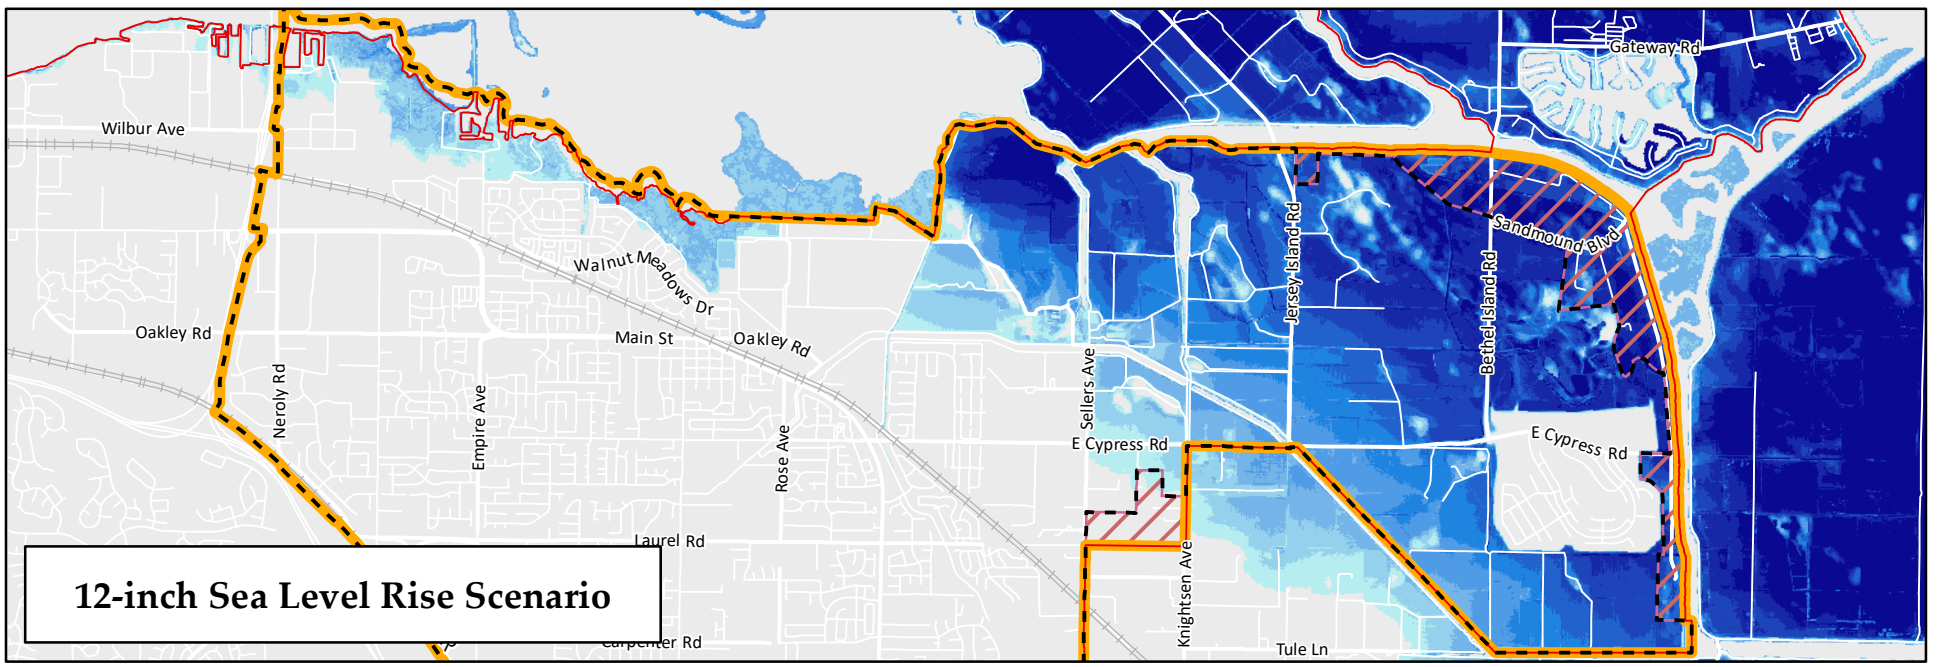 Gateway Rd
Wilbur Ave
Sandmound Blvd
Walnut Meadows Dr
Jersey Island Rd
Bethel Island Rd
Oakley Rd
Main St
Oakley Rd
Neroly Rd
Empire Ave
Sellers Ave
Rose Ave
E Cypress Rd
E Cypress Rd
Laurel Rd
Knightsen Ave
12-inch Sea Level Rise Scenario
Carpenter Rd
Tule Ln